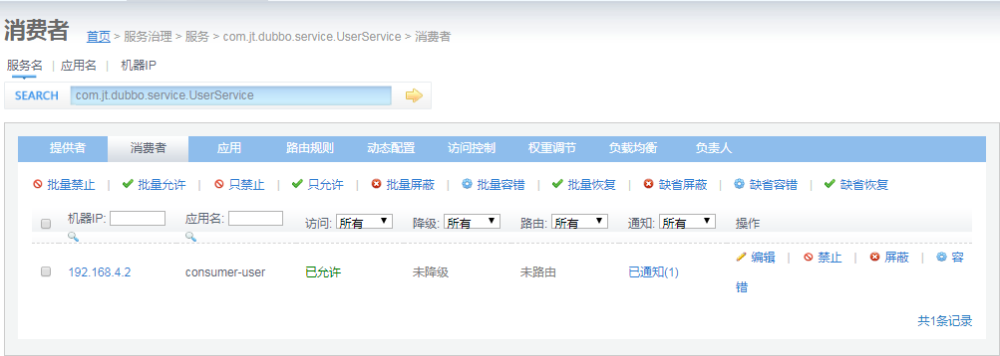 消费者 首页 > 服务治理 > 服务 > com.jt.dubbo.service.UserService > 消费者
服务名 | 应用名 | 机器IP
SEARCH com.jt.dubbo.service.UserService
提供者 消费者 应用 路由规则 动态配置 访问控制 权重调节 负载均衡 负责人
批量禁止 | 批量允许 | 只禁止 | 只允许 | 批量屏蔽 | 批量容错 | 批量恢复 | 缺省屏蔽 | 缺省容错 | 缺省恢复
机器IP: 应用名: 访问: 所有 降级: 所有 路由: 所有 通知: 所有 操作
192.168.4.2 consumer-user 已允许 未降级 未路由 已通知(1) 编辑 | 禁止 | 屏蔽 | 容
错
共1条记录